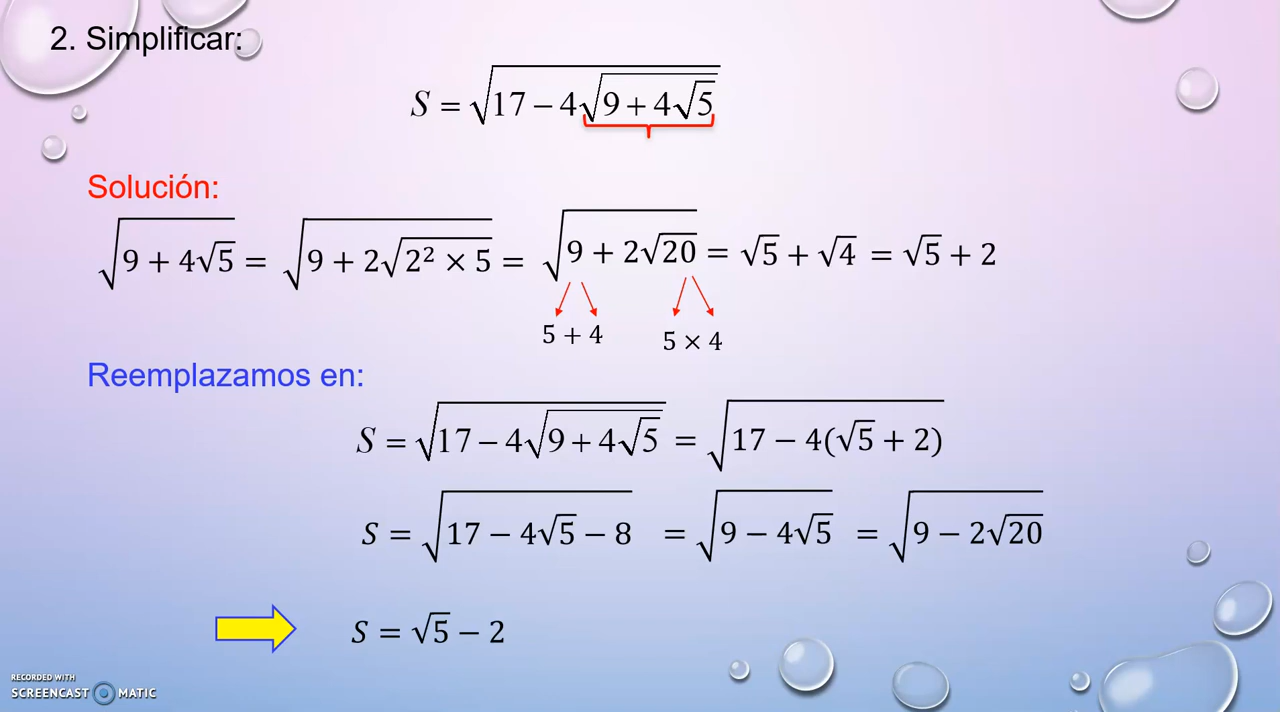 2. Simplificar:
S = √(17 − 4√(9 + 4√5))
Solución:
√(9 + 4√5) = √(9 + 2√(2² × 5)) = √(9 + 2√20) = √5 + √4 = √5 + 2
5 + 4 5 × 4
Reemplazamos en:
S = √(17 − 4√(9 + 4√5)) = √(17 − 4(√5 + 2))
S = √(17 − 4√5 − 8) = √(9 − 4√5) = √(9 − 2√20)
S = √5 − 2
RECORDED WITH
SCREENCAST MATIC